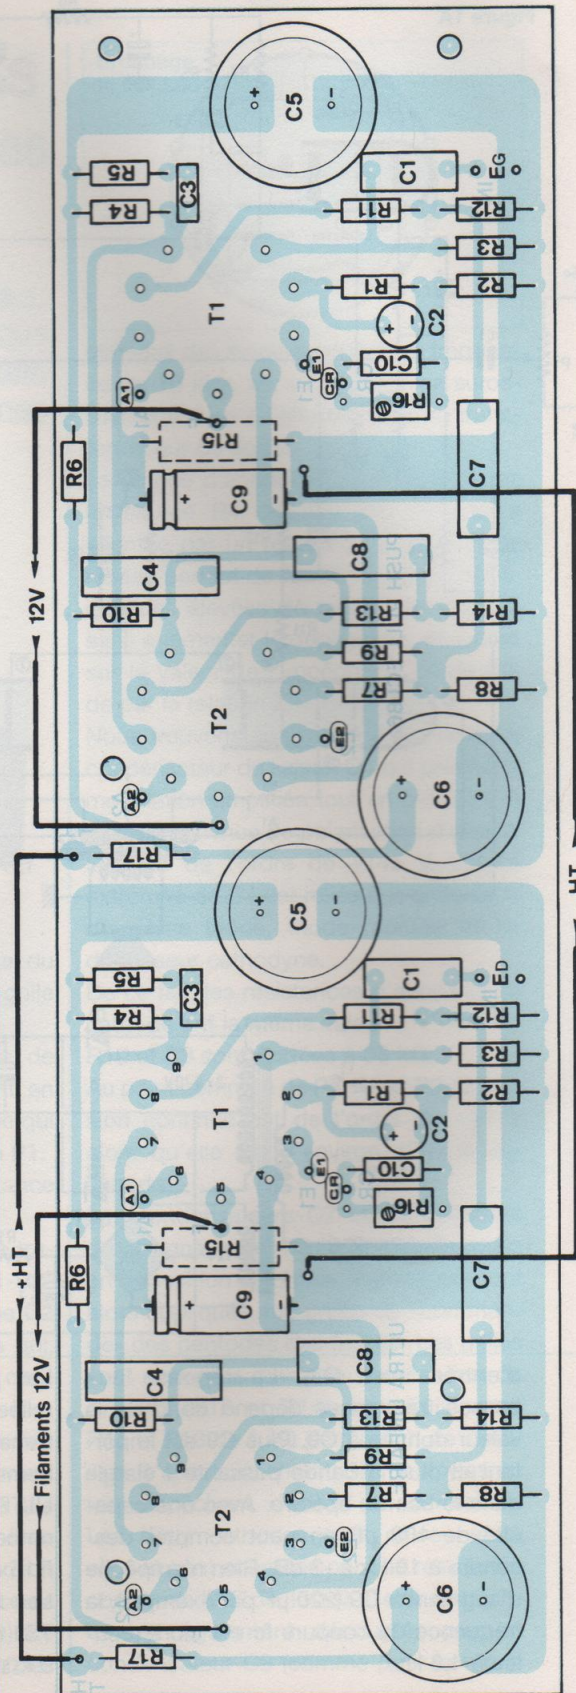 + C5 -
R5
C3
C1
EG
R4
R11
R12
R3
T1
R1
R2
+ - C2
E1
C10
A1
CR
R16
R15
R6
+ C9 -
C7
12V
C4
C8
R10
R13
R14
R9
T2
R7
R8
E2
A2
+ C6 -
R17
HT
+ C5 -
R5
C3
C1
ED
R4
R11
R12
9
1
R3
8
T1
2
R1
R2
7
3
+ - C2
E1
C10
6
4
A1
5
CR
R16
+HT
R15
R6
+ C9 -
C7
Filaments 12V
C4
C8
R10
R13
R14
9
1
R9
8
T2
2
R7
R8
7
3
E2
6
4
A2
5
+ C6 -
R17